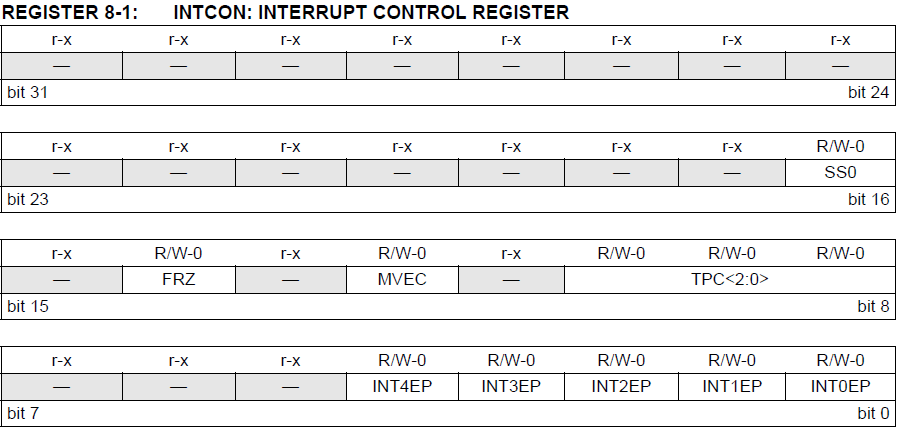 REGISTER 8-1: INTCON: INTERRUPT CONTROL REGISTER
r-x r-x r-x r-x r-x r-x r-x r-x
— — — — — — — —
bit 31 bit 24
r-x r-x r-x r-x r-x r-x r-x R/W-0
— — — — — — — SS0
bit 23 bit 16
r-x R/W-0 r-x R/W-0 r-x R/W-0 R/W-0 R/W-0
— FRZ — MVEC — TPC<2:0>
bit 15 bit 8
r-x r-x r-x R/W-0 R/W-0 R/W-0 R/W-0 R/W-0
— — — INT4EP INT3EP INT2EP INT1EP INT0EP
bit 7 bit 0